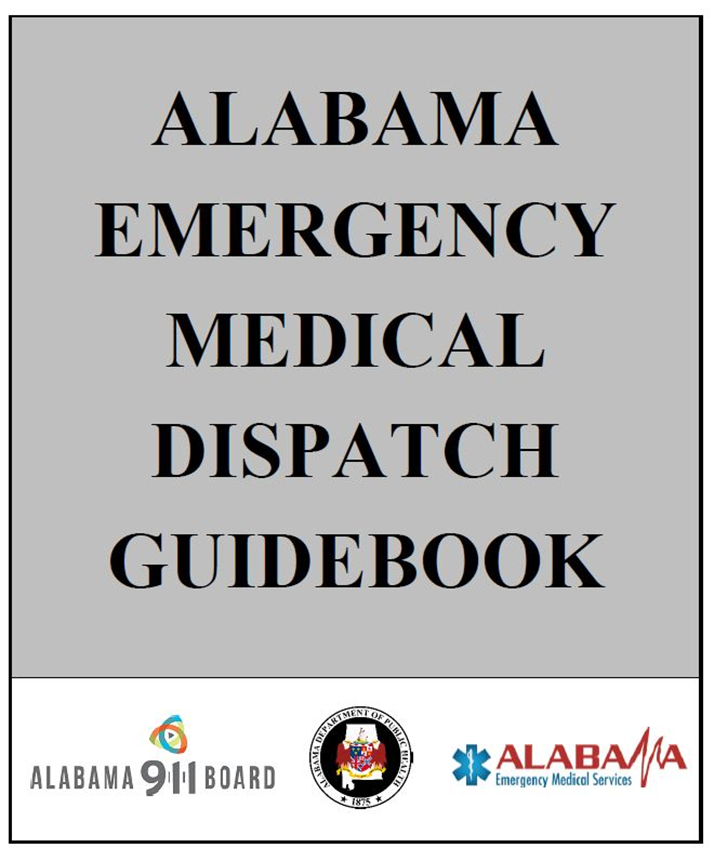 ALABAMA
EMERGENCY
MEDICAL
DISPATCH
GUIDEBOOK
ALABAMA 911 BOARD
ALABAMA DEPARTMENT OF PUBLIC HEALTH
1875
ALABAMA
Emergency Medical Services